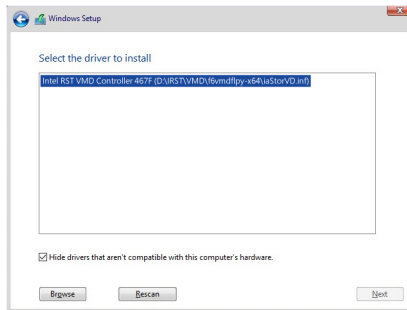 Windows Setup
Select the driver to install
Intel RST VMD Controller 467F (D:\IRST\VMD\f6vmdflpy-x64\iaStorVD.inf)
Hide drivers that aren't compatible with this computer's hardware.
Browse Rescan Next